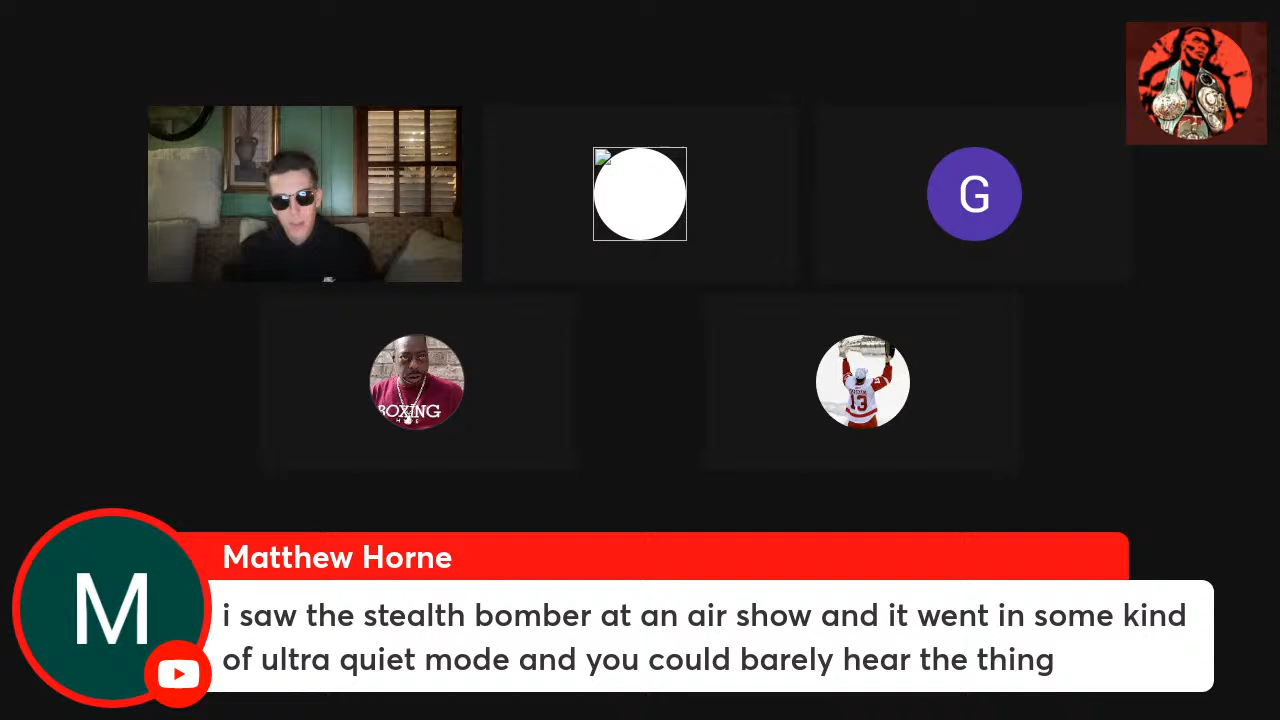 G
BOXING
13
M
Matthew Horne
i saw the stealth bomber at an air show and it went in some kind
of ultra quiet mode and you could barely hear the thing